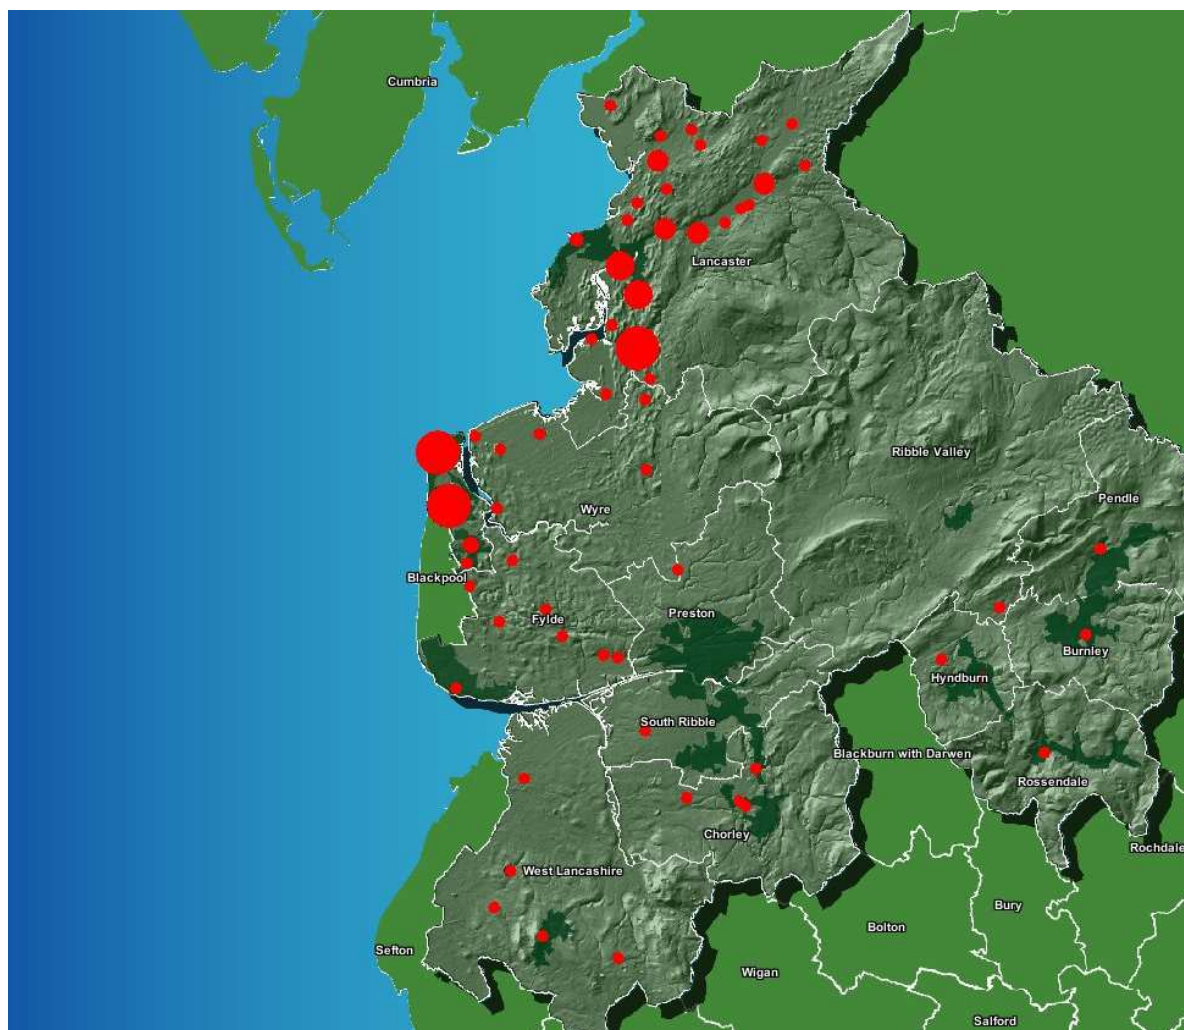 Cumbria
Lancaster
Ribble Valley
Pendle
Wyre
Blackpool
Fylde
Preston
Burnley
Hyndburn
South Ribble
Blackburn with Darwen
Rossendale
Chorley
Rochdale
West Lancashire
Bury
Bolton
Sefton
Wigan
Salford